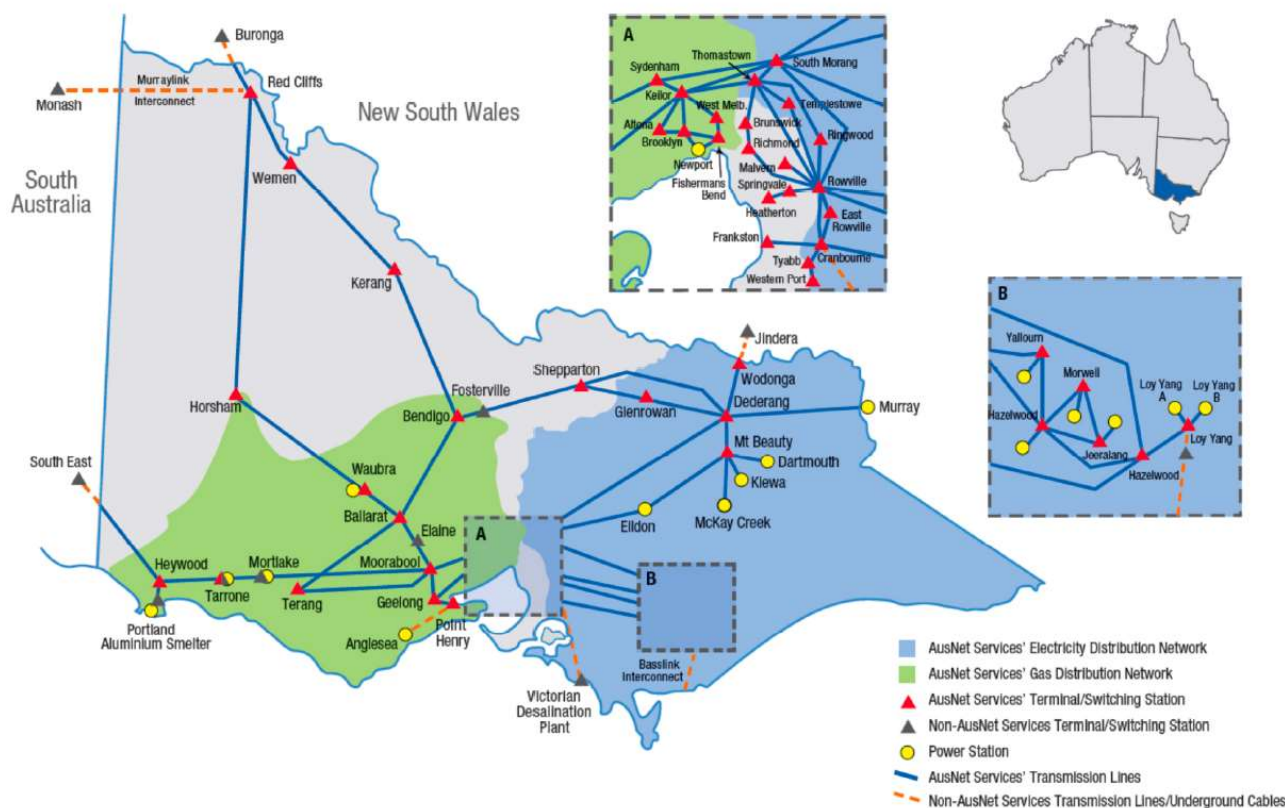 Buronga
Red Cliffs
Murraylink
Interconnect
Monash
New South Wales
South
Australia
Wemen
Kerang
Horsham
South East
Bendigo
Fosterville
Shepparton
Glenrowan
Jindera
Wodonga
Dederang
Murray
Mt Beauty
Dartmouth
Kiewa
McKay Creek
Eildon
Waubra
Ballarat
Elaine
Moorabool
Heywood
Tarrone
Mortlake
Terang
Geelong
Point
Henry
Portland
Aluminium Smelter
Anglesea
A
B
Basslink
Interconnect
Victorian
Desalination
Plant
A
Thomastown
South Morang
Sydenham
Keilor
West Melb.
Templestowe
Altona
Brooklyn
Brunswick
Ringwood
Richmond
Newport
Malvern
Fishermans
Bend
Springvale
Rowville
Heatherton
East
Rowville
Frankston
Cranbourne
Tyabb
Western Port
B
Yallourn
Morwell
Loy Yang
A
Loy Yang
B
Hazelwood
Jeeralang
Loy Yang
Hazelwood
AusNet Services' Electricity Distribution Network
AusNet Services' Gas Distribution Network
AusNet Services' Terminal/Switching Station
Non-AusNet Services Terminal/Switching Station
Power Station
AusNet Services' Transmission Lines
Non-AusNet Services Transmission Lines/Underground Cables